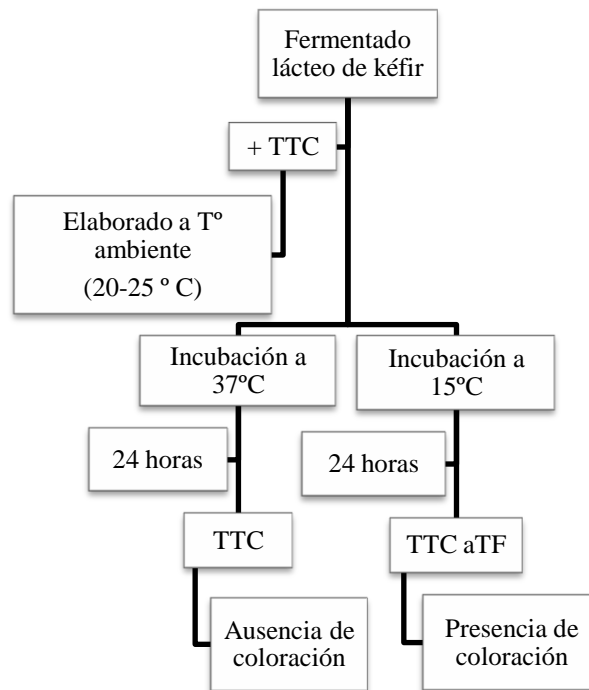 Fermentado
lácteo de kéfir
+ TTC
Elaborado a Tº
ambiente
(20-25 º C)
Incubación a
37ºC
Incubación a
15ºC
24 horas
24 horas
TTC
TTC aTF
Ausencia de
coloración
Presencia de
coloración